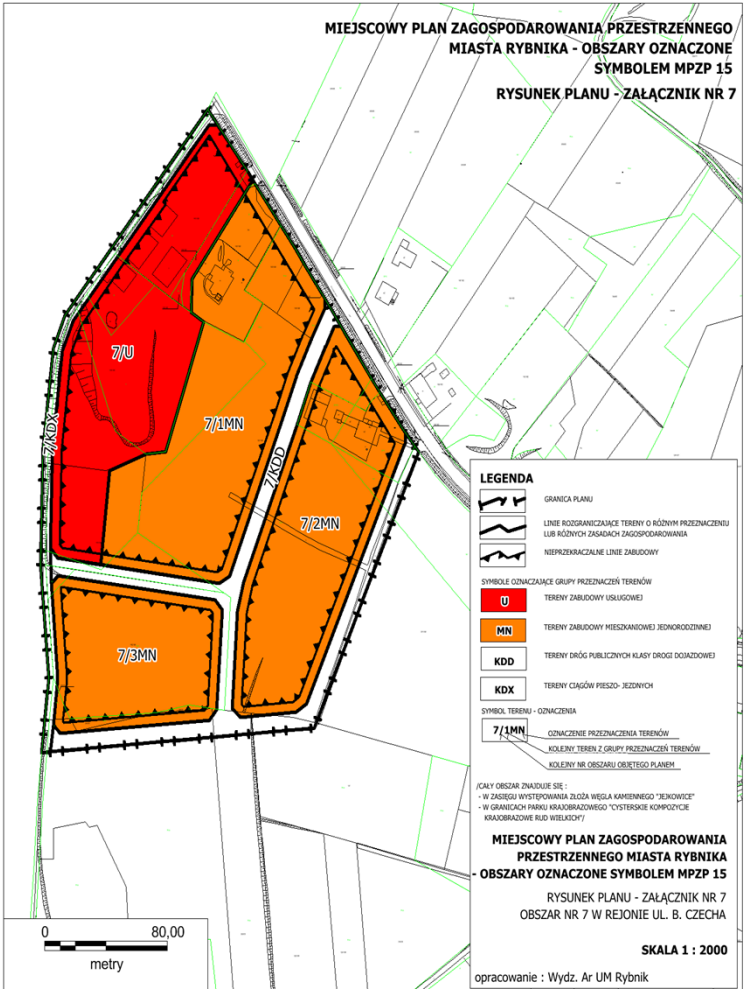 MIEJSCOWY PLAN ZAGOSPODAROWANIA PRZESTRZENNEGO
MIASTA RYBNIKA - OBSZARY OZNACZONE
SYMBOLEM MPZP 15
RYSUNEK PLANU - ZAŁĄCZNIK NR 7
7/U
7/KDX
7/1MN
7/KDD
7/2MN
7/3MN
LEGENDA
GRANICA PLANU
LINIE ROZGRANICZAJĄCE TERENY O RÓŻNYM PRZEZNACZENIU
LUB RÓŻNYCH ZASADACH ZAGOSPODAROWANIA
NIEPRZEKRACZALNE LINIE ZABUDOWY
SYMBOLE OZNACZAJĄCE GRUPY PRZEZNACZEŃ TERENÓW
U TERENY ZABUDOWY USŁUGOWEJ
MN TERENY ZABUDOWY MIESZKANIOWEJ JEDNORODZINNEJ
KDD TERENY DRÓG PUBLICZNYCH KLASY DROGI DOJAZDOWEJ
KDX TERENY CIĄGÓW PIESZO- JEZDNYCH
SYMBOL TERENU - OZNACZENIA
7/1MN
OZNACZENIE PRZEZNACZENIA TERENÓW
KOLEJNY TEREN Z GRUPY PRZEZNACZEŃ TERENÓW
KOLEJNY NR OBSZARU OBJĘTEGO PLANEM
/CAŁY OBSZAR ZNAJDUJE SIĘ :
- W ZASIĘGU WYSTĘPOWANIA ZŁOŻA WĘGLA KAMIENNEGO "JEJKOWICE"
- W GRANICACH PARKU KRAJOBRAZOWEGO "CYSTERSKIE KOMPOZYCJE
KRAJOBRAZOWE RUD WIELKICH"/
MIEJSCOWY PLAN ZAGOSPODAROWANIA
PRZESTRZENNEGO MIASTA RYBNIKA
- OBSZARY OZNACZONE SYMBOLEM MPZP 15
RYSUNEK PLANU - ZAŁĄCZNIK NR 7
OBSZAR NR 7 W REJONIE UL. B. CZECHA
SKALA 1 : 2000
opracowanie : Wydz. Ar UM Rybnik
0 80,00
metry